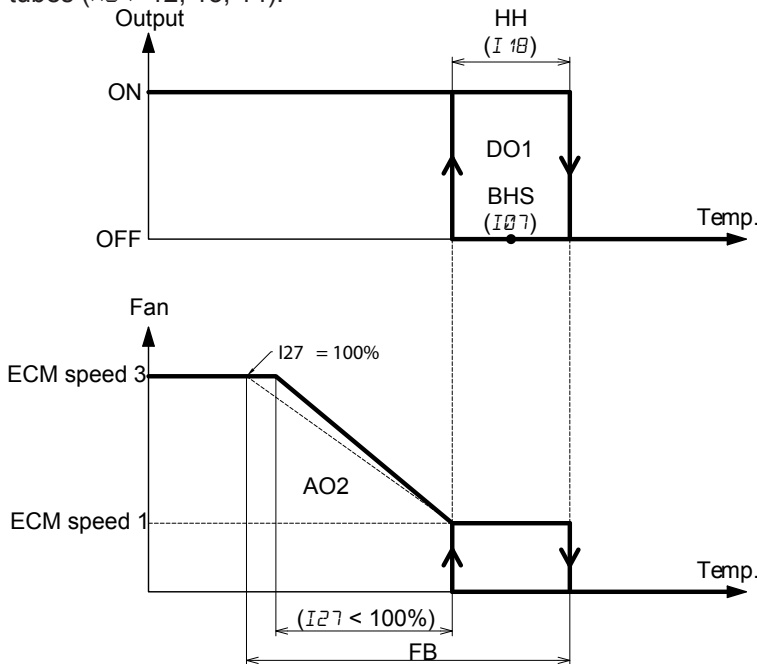 Output
HH
(I18)
ON
DO1
BHS
(I07)
Temp.
OFF
Fan
I27 = 100%
ECM speed 3
AO2
ECM speed 1
Temp.
(I27 < 100%)
FB